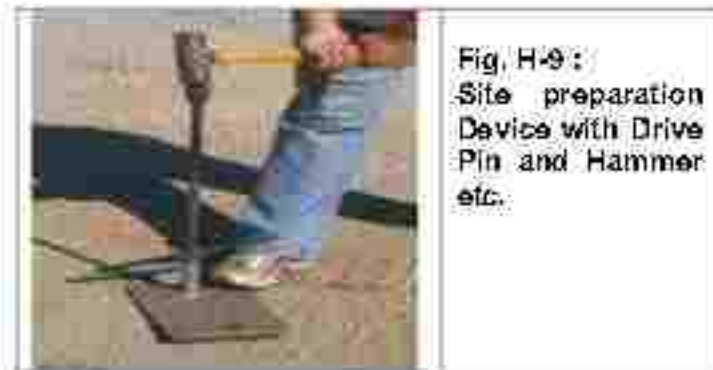 Fig. H-9 :
Site preparation
Device with Drive
Pin and Hammer
etc.